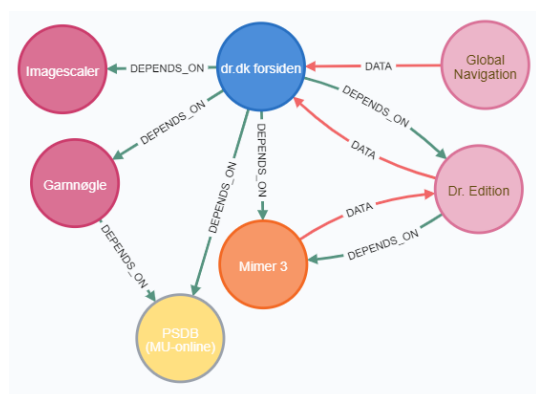 Imagescaler
DEPENDS_ON
dr.dk forsiden
DATA
Global
Navigation
DEPENDS_ON
DEPENDS_ON
DATA
Garnnøgle
DEPENDS_ON
DEPENDS_ON
Dr. Edition
DATA
DEPENDS_ON
DEPENDS_ON
Mimer 3
PSDB
(MU-online)